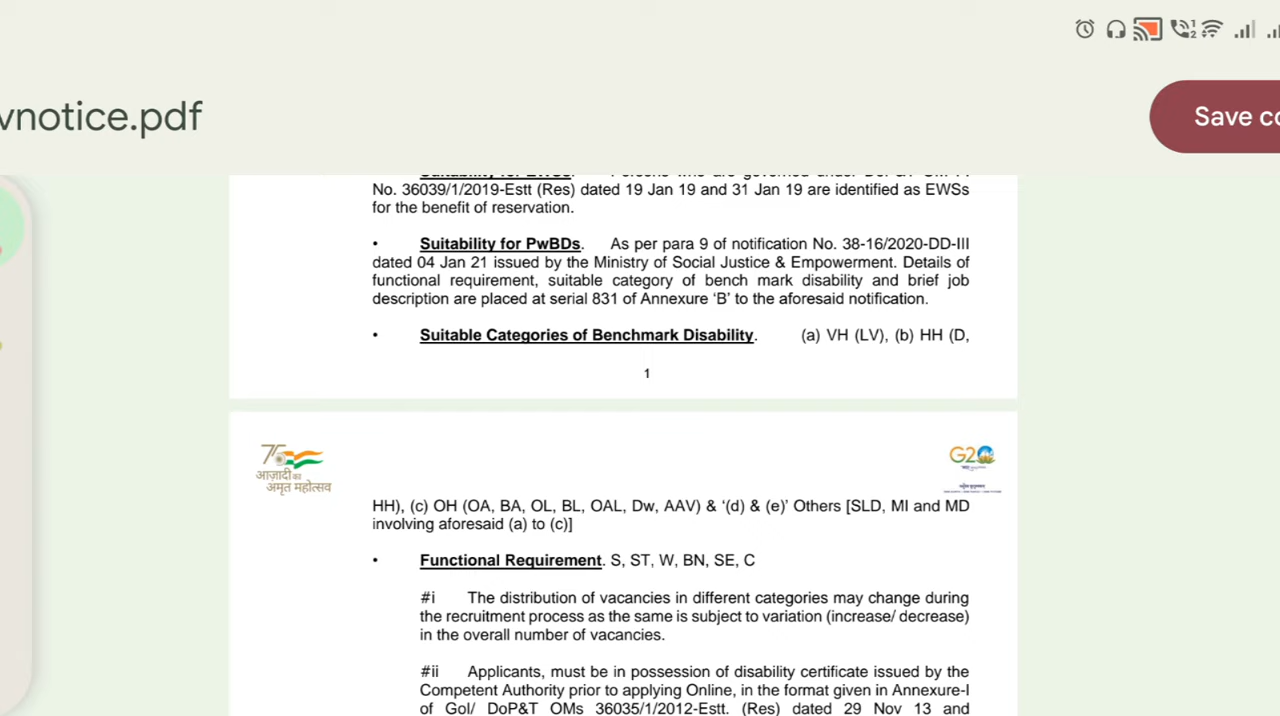 vnotice.pdf
Save co
No. 36039/1/2019-Estt (Res) dated 19 Jan 19 and 31 Jan 19 are identified as EWSs
for the benefit of reservation.
• Suitability for PwBDs. As per para 9 of notification No. 38-16/2020-DD-III
dated 04 Jan 21 issued by the Ministry of Social Justice & Empowerment. Details of
functional requirement, suitable category of bench mark disability and brief job
description are placed at serial 831 of Annexure ‘B’ to the aforesaid notification.
• Suitable Categories of Benchmark Disability. (a) VH (LV), (b) HH (D,
1
75
आज़ादी का
अमृत महोत्सव
G20
HH), (c) OH (OA, BA, OL, BL, OAL, Dw, AAV) & ‘(d) & (e)’ Others [SLD, MI and MD
involving aforesaid (a) to (c)]
• Functional Requirement. S, ST, W, BN, SE, C
#i The distribution of vacancies in different categories may change during
the recruitment process as the same is subject to variation (increase/ decrease)
in the overall number of vacancies.
#ii Applicants, must be in possession of disability certificate issued by the
Competent Authority prior to applying Online, in the format given in Annexure-I
of GoI/ DoP&T OMs 36035/1/2012-Estt. (Res) dated 29 Nov 13 and